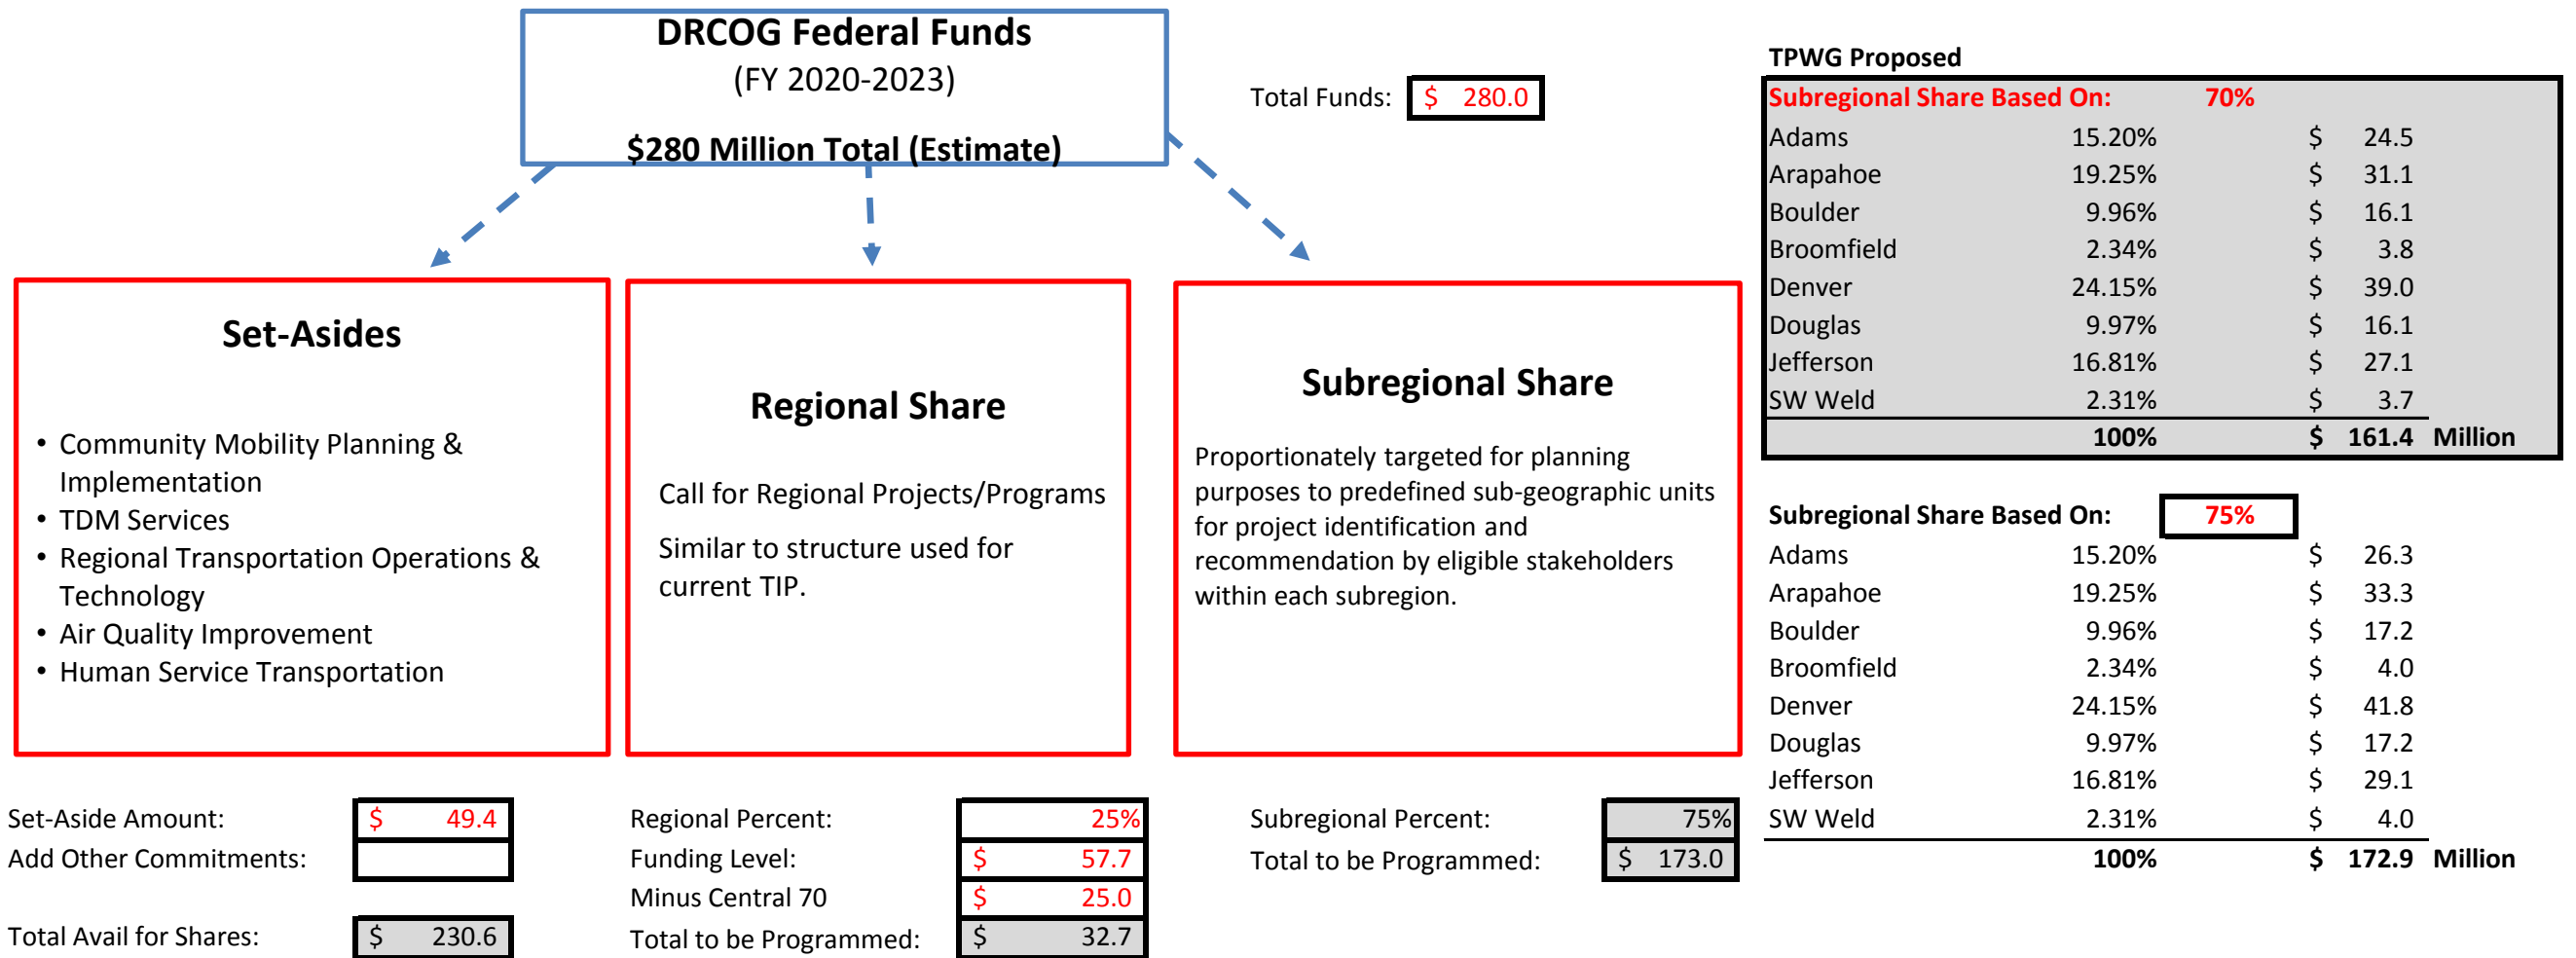 DRCOG Federal Funds
(FY 2020-2023)
$280 Million Total (Estimate)
Total Funds: $ 280.0
Set-Asides
• Community Mobility Planning &
Implementation
• TDM Services
• Regional Transportation Operations &
Technology
• Air Quality Improvement
• Human Service Transportation
Regional Share
Call for Regional Projects/Programs
Similar to structure used for
current TIP.
Subregional Share
Proportionately targeted for planning
purposes to predefined sub-geographic units
for project identification and
recommendation by eligible stakeholders
within each subregion.
Set-Aside Amount: $ 49.4
Add Other Commitments:
Total Avail for Shares: $ 230.6
Regional Percent: 25%
Funding Level: $ 57.7
Minus Central 70 $ 25.0
Total to be Programmed: $ 32.7
Subregional Percent: 75%
Total to be Programmed: $ 173.0
TPWG Proposed
Subregional Share Based On: 70%
Adams 15.20% $ 24.5
Arapahoe 19.25% $ 31.1
Boulder 9.96% $ 16.1
Broomfield 2.34% $ 3.8
Denver 24.15% $ 39.0
Douglas 9.97% $ 16.1
Jefferson 16.81% $ 27.1
SW Weld 2.31% $ 3.7
100% $ 161.4 Million
Subregional Share Based On: 75%
Adams 15.20% $ 26.3
Arapahoe 19.25% $ 33.3
Boulder 9.96% $ 17.2
Broomfield 2.34% $ 4.0
Denver 24.15% $ 41.8
Douglas 9.97% $ 17.2
Jefferson 16.81% $ 29.1
SW Weld 2.31% $ 4.0
100% $ 172.9 Million